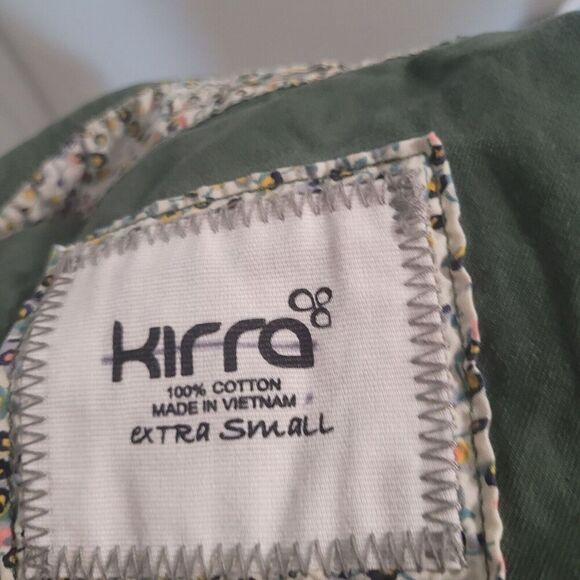 kirra
100% COTTON
MADE IN VIETNAM
exTRa SmaLL